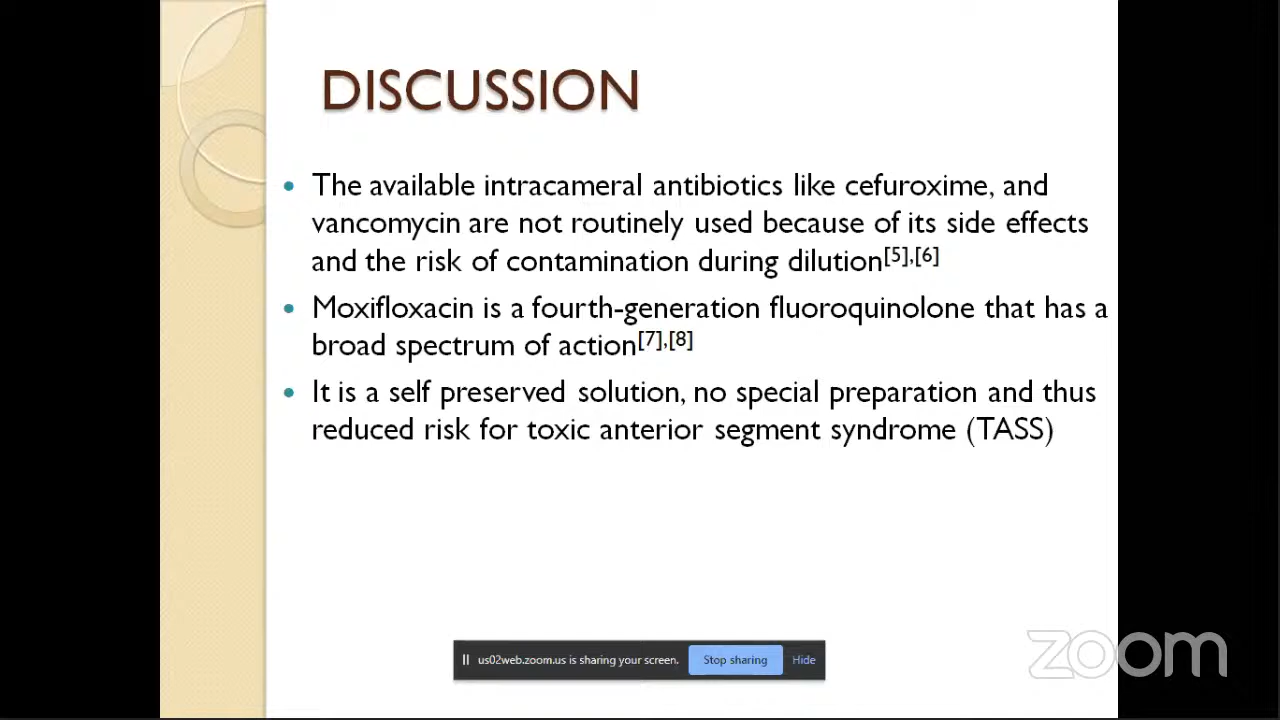 DISCUSSION
The available intracameral antibiotics like cefuroxime, and
vancomycin are not routinely used because of its side effects
and the risk of contamination during dilution[5],[6]
Moxifloxacin is a fourth-generation fluoroquinolone that has a
broad spectrum of action[7],[8]
It is a self preserved solution, no special preparation and thus
reduced risk for toxic anterior segment syndrome (TASS)
us02web.zoom.us is sharing your screen. Stop sharing Hide
zoom